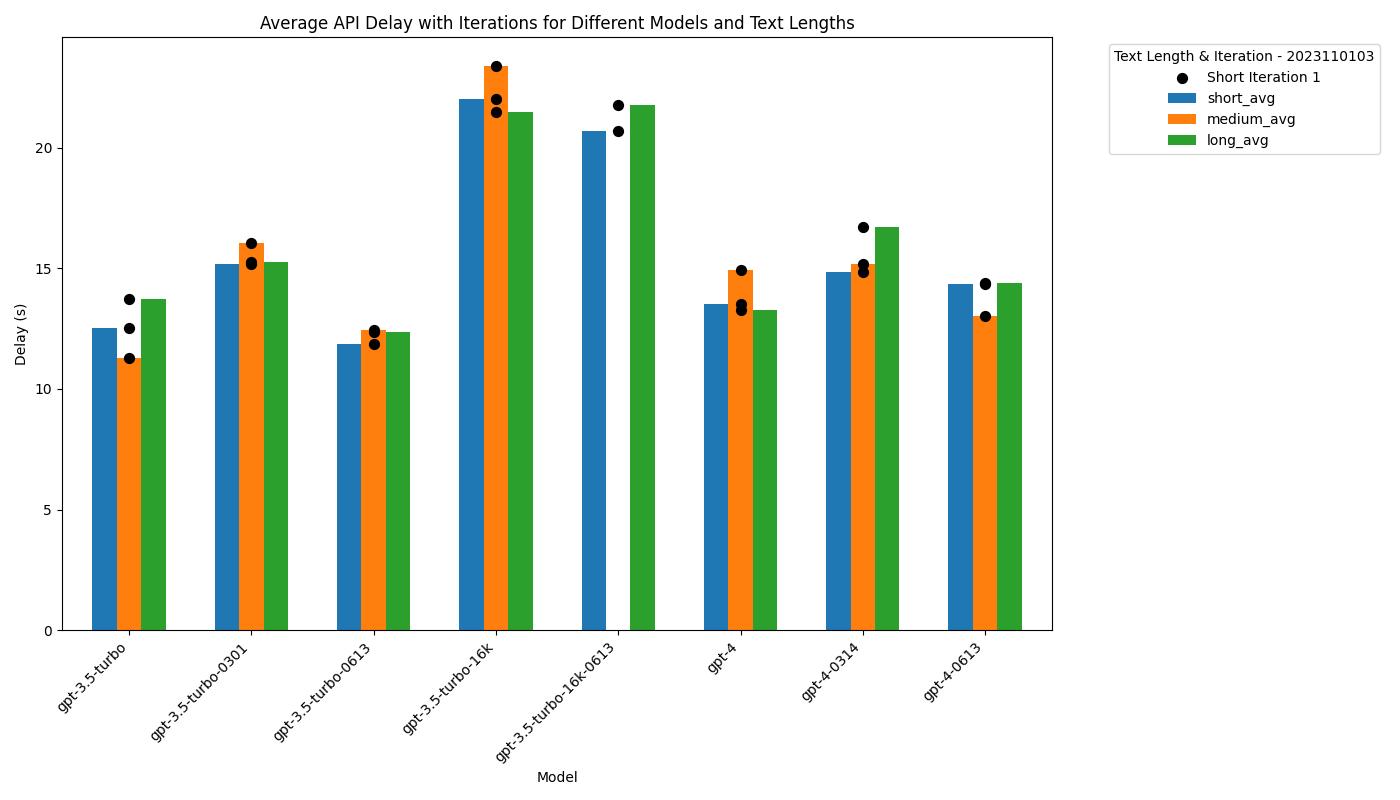 Average API Delay with Iterations for Different Models and Text Lengths
Text Length & Iteration - 2023110103
Short Iteration 1
short_avg
medium_avg
long_avg
Delay (s)
20
15
10
5
0
gpt-3.5-turbo
gpt-3.5-turbo-0301
gpt-3.5-turbo-0613
gpt-3.5-turbo-16k
gpt-3.5-turbo-16k-0613
gpt-4
gpt-4-0314
gpt-4-0613
Model